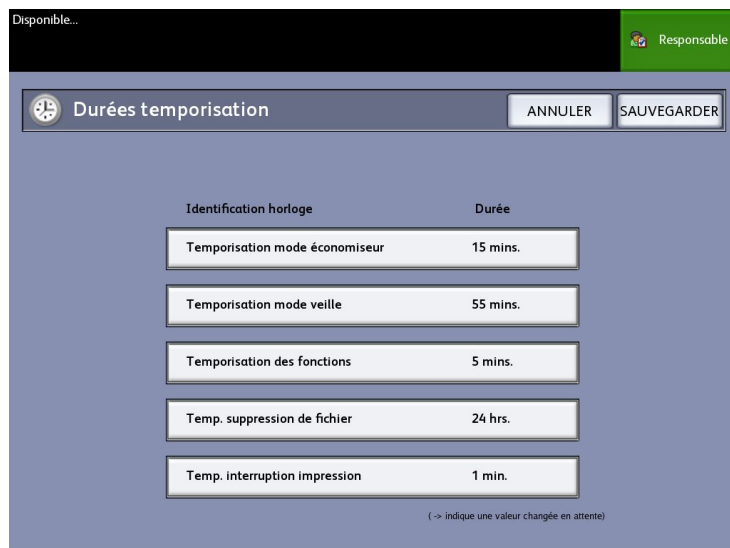 Disponible...
Responsable
Durées temporisation ANNULER SAUVEGARDER
Identification horloge Durée
Temporisation mode économiseur 15 mins.
Temporisation mode veille 55 mins.
Temporisation des fonctions 5 mins.
Temp. suppression de fichier 24 hrs.
Temp. interruption impression 1 min.
( -> indique une valeur changée en attente)